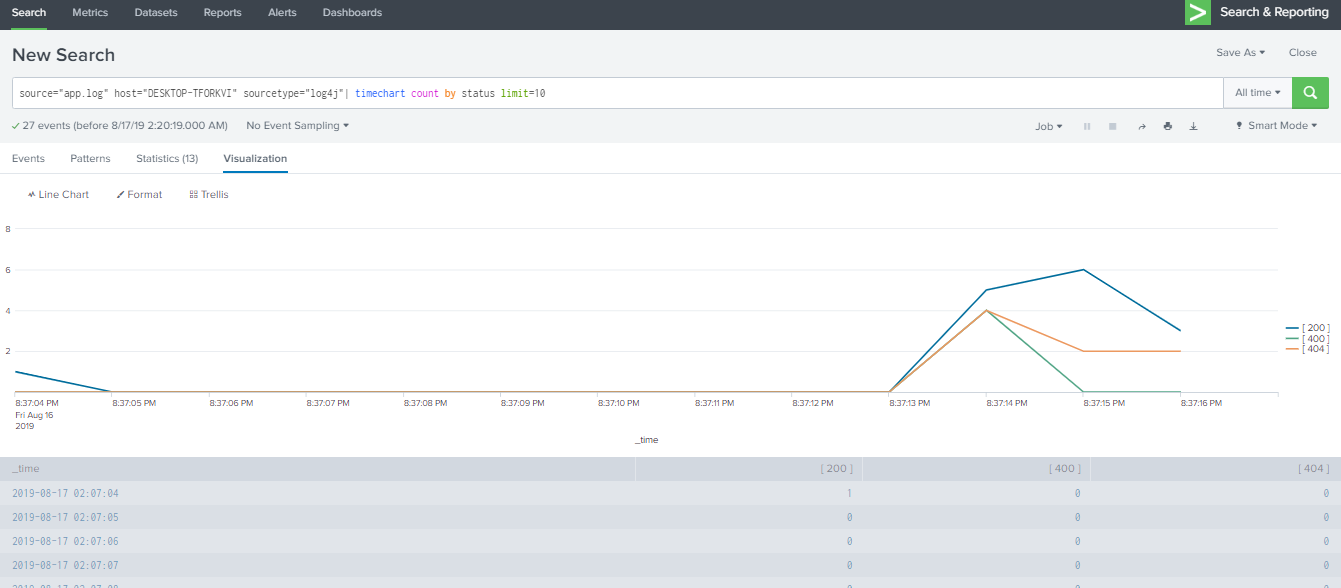 Search Metrics Datasets Reports Alerts Dashboards > Search & Reporting
New Search Save As Close
source="app.log" host="DESKTOP-TFORKVI" sourcetype="log4j"| timechart count by status limit=10 All time
27 events (before 8/17/19 2:20:19.000 AM) No Event Sampling Job Smart Mode
Events Patterns Statistics (13) Visualization
Line Chart Format Trellis
8
6
4
2
[ 200 ]
[ 400 ]
[ 404 ]
8:37:04 PM 8:37:05 PM 8:37:06 PM 8:37:07 PM 8:37:08 PM 8:37:09 PM 8:37:10 PM 8:37:11 PM 8:37:12 PM 8:37:13 PM 8:37:14 PM 8:37:15 PM 8:37:16 PM
Fri Aug 16
2019
_time
_time [ 200 ] [ 400 ] [ 404 ]
2019-08-17 02:07:04 1 0 0
2019-08-17 02:07:05 0 0 0
2019-08-17 02:07:06 0 0 0
2019-08-17 02:07:07 0 0 0
2019-08-17 02:07:08 0 0 0